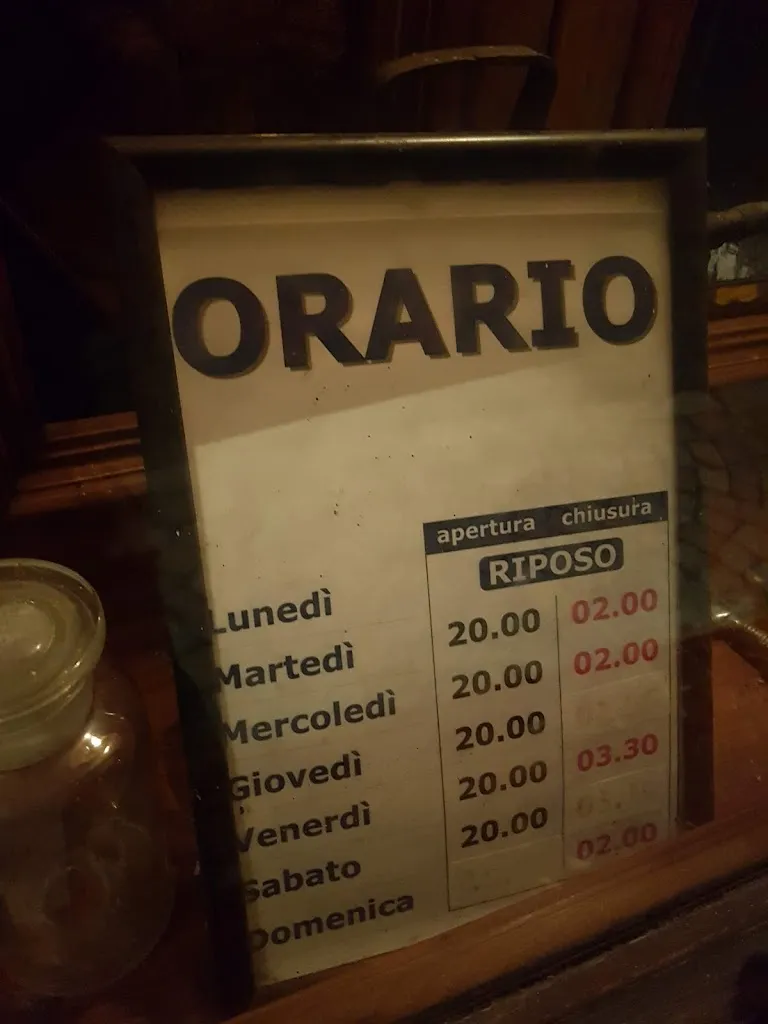 ORARIO
apertura chiusura
Lunedì RIPOSO
Martedì 20.00 02.00
Mercoledì 20.00 02.00
Giovedì 20.00
Venerdì 20.00 03.30
Sabato 20.00
Domenica 02.00